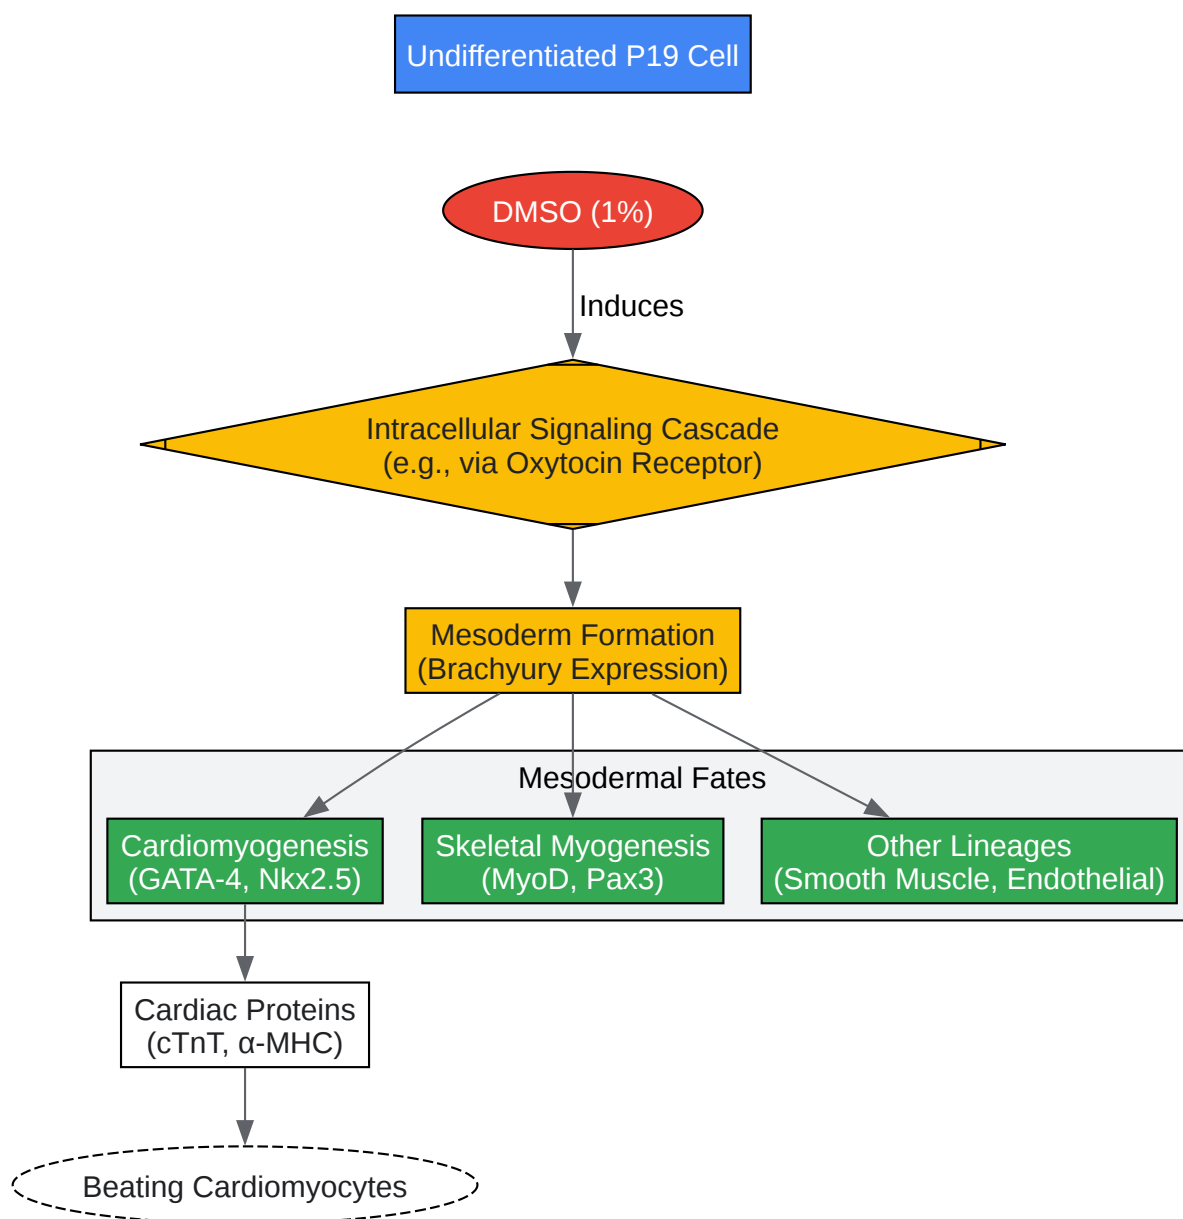 Undifferentiated P19 Cell
DMSO (1%)
Induces
Intracellular Signaling Cascade
(e.g., via Oxytocin Receptor)
Mesoderm Formation
(Brachyury Expression)
Mesodermal Fates
Cardiomyogenesis
(GATA-4, Nkx2.5)
Skeletal Myogenesis
(MyoD, Pax3)
Other Lineages
(Smooth Muscle, Endothelial)
Cardiac Proteins
(cTnT, α-MHC)
Beating Cardiomyocytes